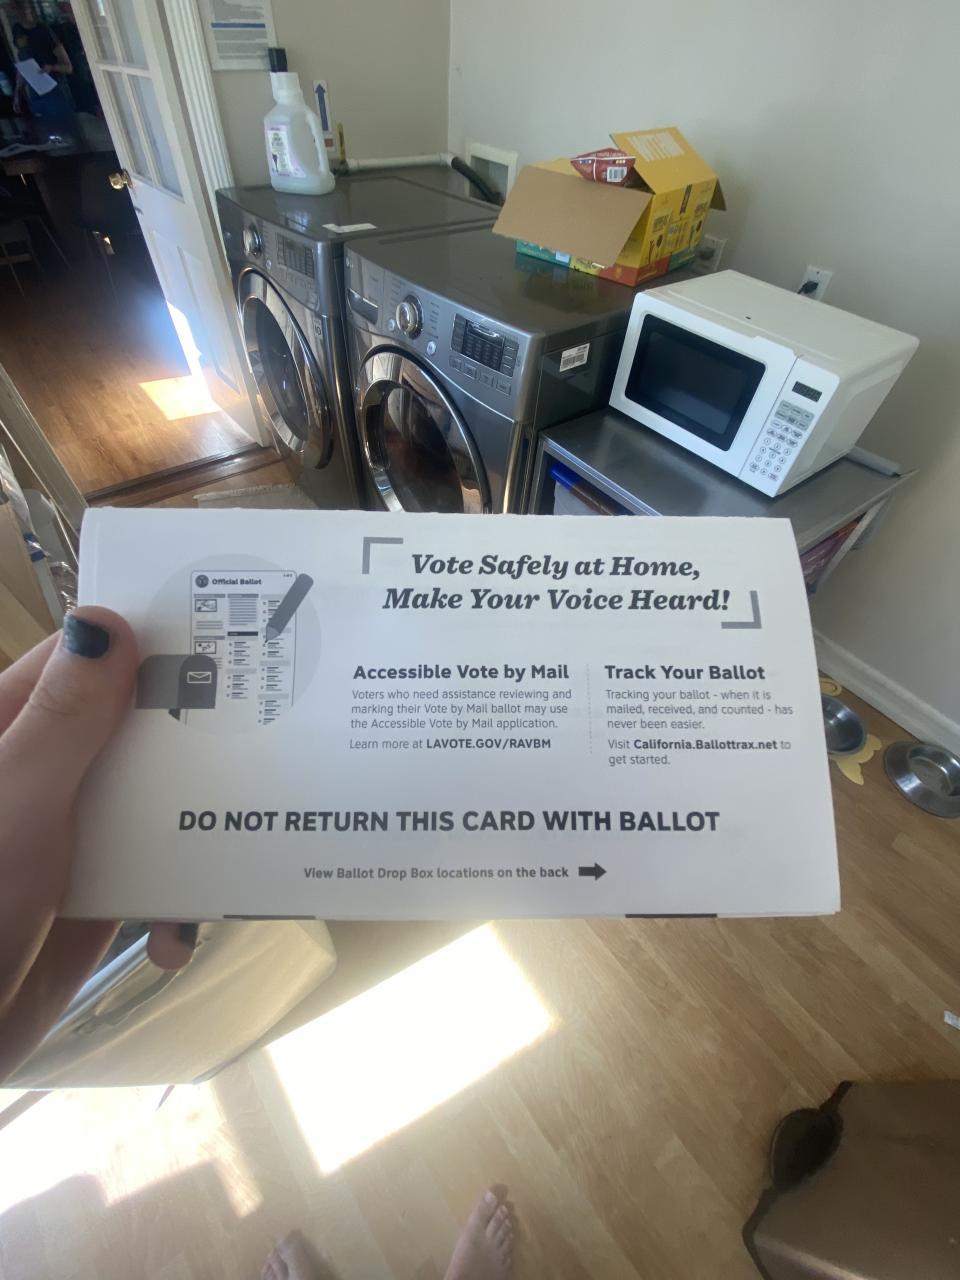 Official Ballot
Vote Safely at Home,
Make Your Voice Heard!
Accessible Vote by Mail
Voters who need assistance reviewing and
marking their Vote by Mail ballot may use
the Accessible Vote by Mail application.
Learn more at LAVOTE.GOV/RAVBM
Track Your Ballot
Tracking your ballot - when it is
mailed, received, and counted - has
never been easier.
Visit California.Ballottrax.net to
get started.
DO NOT RETURN THIS CARD WITH BALLOT
View Ballot Drop Box locations on the back